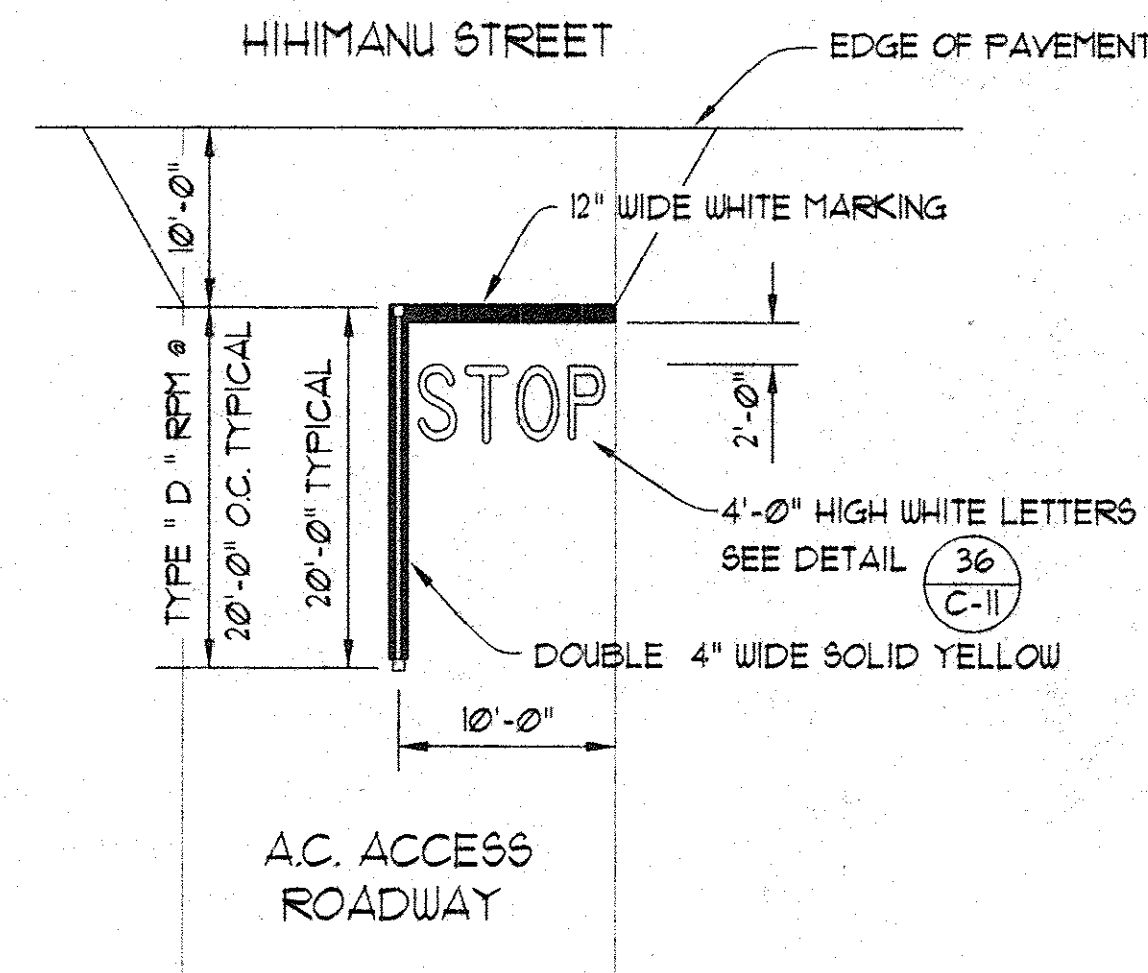 HIHIMANU STREET
EDGE OF PAVEMENT
10'-0"
12" WIDE WHITE MARKING
TYPE "D" RPM @
20'-0" O.C. TYPICAL
20'-0" TYPICAL
STOP
2'-0"
4'-0" HIGH WHITE LETTERS
SEE DETAIL 36
C-11
DOUBLE 4" WIDE SOLID YELLOW
10'-0"
A.C. ACCESS
ROADWAY